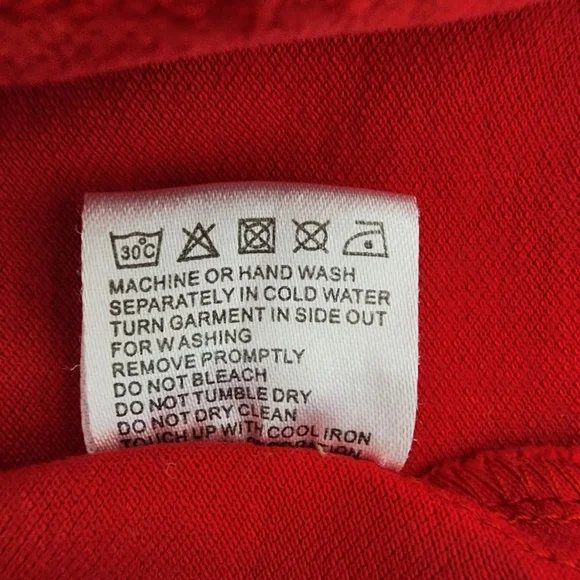 30°C
MACHINE OR HAND WASH
SEPARATELY IN COLD WATER
TURN GARMENT IN SIDE OUT
FOR WASHING
REMOVE PROMPTLY
DO NOT BLEACH
DO NOT TUMBLE DRY
DO NOT DRY CLEAN
TOUCH UP WITH COOL IRON